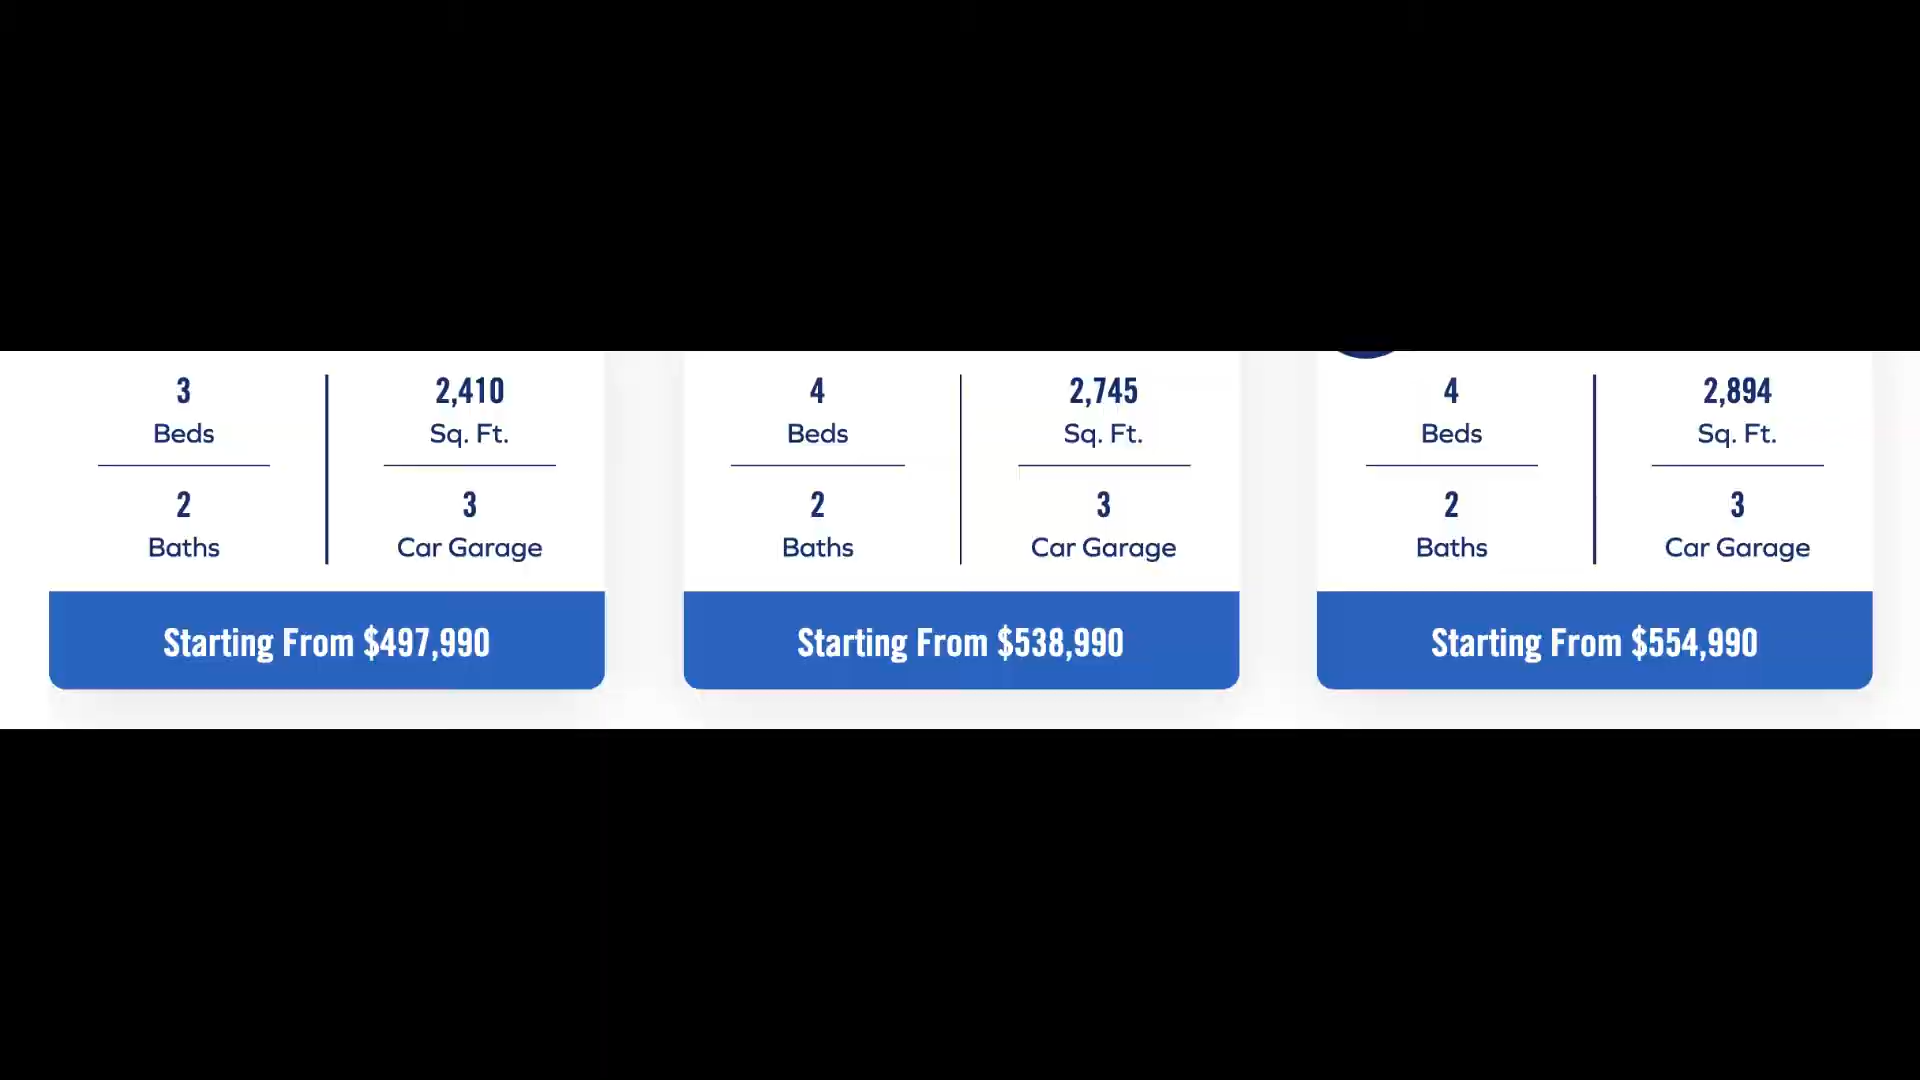 3
Beds
2,410
Sq. Ft.
2
Baths
3
Car Garage
Starting From $497,990
4
Beds
2,745
Sq. Ft.
2
Baths
3
Car Garage
Starting From $538,990
4
Beds
2,894
Sq. Ft.
2
Baths
3
Car Garage
Starting From $554,990